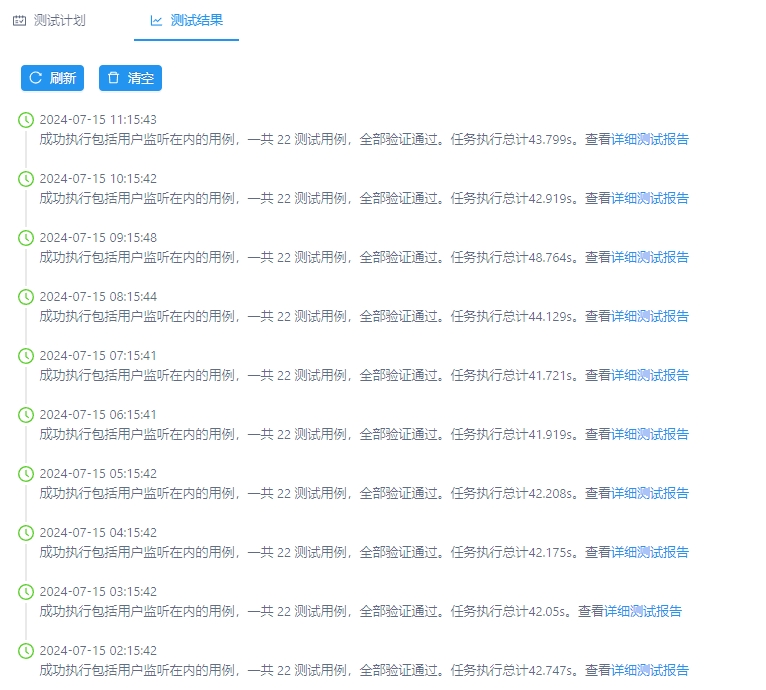 测试计划 测试结果
刷新 清空
2024-07-15 11:15:43
成功执行包括用户监听在内的用例，一共 22 测试用例，全部验证通过。任务执行总计43.799s。查看详细测试报告
2024-07-15 10:15:42
成功执行包括用户监听在内的用例，一共 22 测试用例，全部验证通过。任务执行总计42.919s。查看详细测试报告
2024-07-15 09:15:48
成功执行包括用户监听在内的用例，一共 22 测试用例，全部验证通过。任务执行总计48.764s。查看详细测试报告
2024-07-15 08:15:44
成功执行包括用户监听在内的用例，一共 22 测试用例，全部验证通过。任务执行总计44.129s。查看详细测试报告
2024-07-15 07:15:41
成功执行包括用户监听在内的用例，一共 22 测试用例，全部验证通过。任务执行总计41.721s。查看详细测试报告
2024-07-15 06:15:41
成功执行包括用户监听在内的用例，一共 22 测试用例，全部验证通过。任务执行总计41.919s。查看详细测试报告
2024-07-15 05:15:42
成功执行包括用户监听在内的用例，一共 22 测试用例，全部验证通过。任务执行总计42.208s。查看详细测试报告
2024-07-15 04:15:42
成功执行包括用户监听在内的用例，一共 22 测试用例，全部验证通过。任务执行总计42.175s。查看详细测试报告
2024-07-15 03:15:42
成功执行包括用户监听在内的用例，一共 22 测试用例，全部验证通过。任务执行总计42.05s。查看详细测试报告
2024-07-15 02:15:42
成功执行包括用户监听在内的用例，一共 22 测试用例，全部验证通过。任务执行总计42.747s。查看详细测试报告